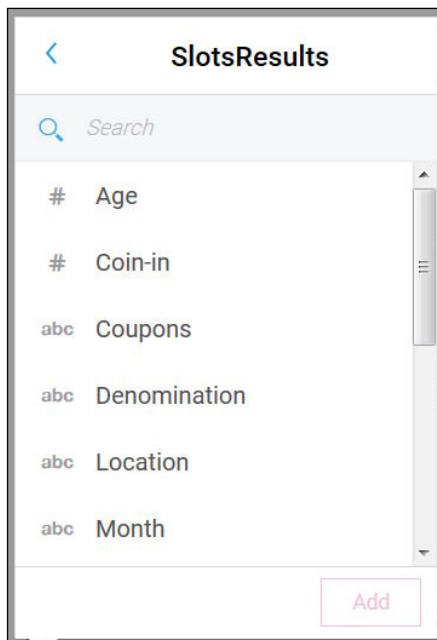 SlotsResults
Search
# Age
# Coin-in
abc Coupons
abc Denomination
abc Location
abc Month
Add